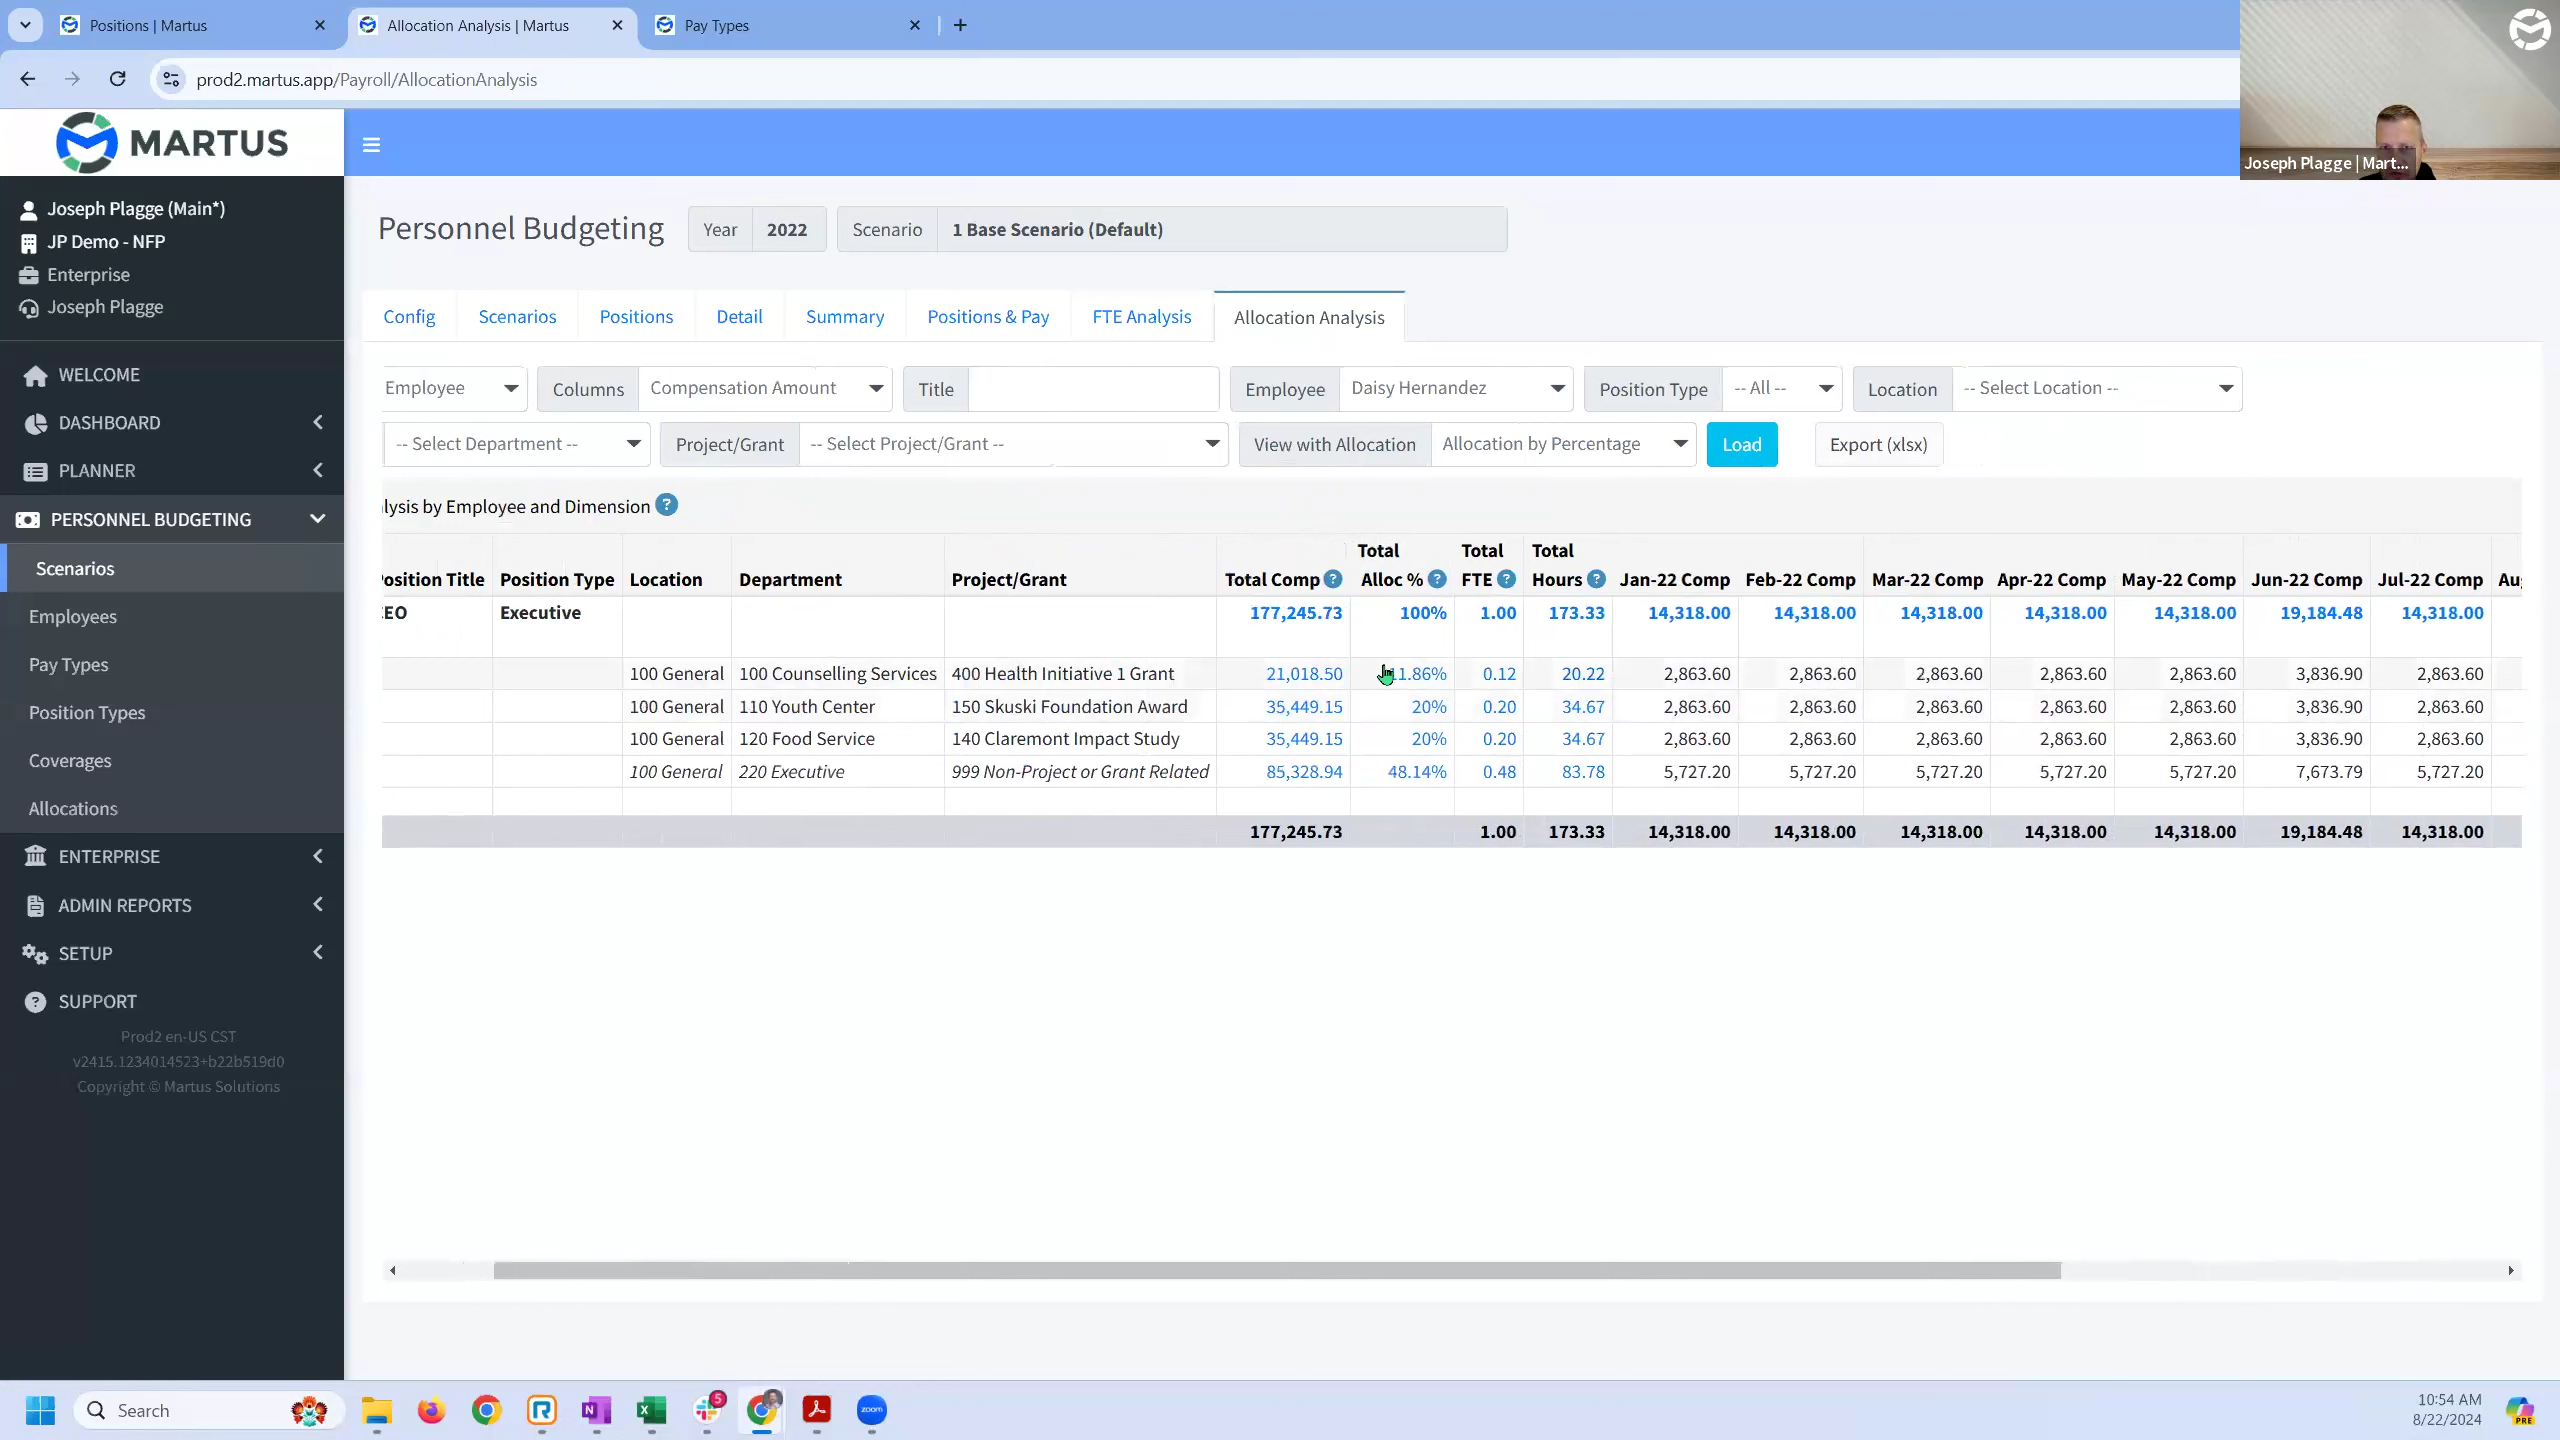 Positions | Martus
Allocation Analysis | Martus
Pay Types
prod2.martus.app/Payroll/AllocationAnalysis
Joseph Plagge | Mart...
MARTUS
Joseph Plagge (Main*)
JP Demo - NFP
Enterprise
Joseph Plagge
WELCOME
DASHBOARD
PLANNER
PERSONNEL BUDGETING
Scenarios
Employees
Pay Types
Position Types
Coverages
Allocations
ENTERPRISE
ADMIN REPORTS
SETUP
SUPPORT
Prod2 en-US CST
v2415.1234014523+b22b519d0
Copyright © Martus Solutions
Personnel Budgeting Year 2022 Scenario 1 Base Scenario (Default)
Config Scenarios Positions Detail Summary Positions & Pay FTE Analysis Allocation Analysis
Employee Columns Compensation Amount Title Employee Daisy Hernandez Position Type -- All -- Location -- Select Location --
-- Select Department -- Project/Grant -- Select Project/Grant -- View with Allocation Allocation by Percentage Load Export (xlsx)
lysis by Employee and Dimension ?
Position Title Position Type Location Department Project/Grant Total Comp ? Total Alloc % ? Total FTE ? Total Hours ? Jan-22 Comp Feb-22 Comp Mar-22 Comp Apr-22 Comp May-22 Comp Jun-22 Comp Jul-22 Comp Au
EO Executive 177,245.73 100% 1.00 173.33 14,318.00 14,318.00 14,318.00 14,318.00 14,318.00 19,184.48 14,318.00
100 General 100 Counselling Services 400 Health Initiative 1 Grant 21,018.50 1.86% 0.12 20.22 2,863.60 2,863.60 2,863.60 2,863.60 2,863.60 3,836.90 2,863.60
100 General 110 Youth Center 150 Skuski Foundation Award 35,449.15 20% 0.20 34.67 2,863.60 2,863.60 2,863.60 2,863.60 2,863.60 3,836.90 2,863.60
100 General 120 Food Service 140 Claremont Impact Study 35,449.15 20% 0.20 34.67 2,863.60 2,863.60 2,863.60 2,863.60 2,863.60 3,836.90 2,863.60
100 General 220 Executive 999 Non-Project or Grant Related 85,328.94 48.14% 0.48 83.78 5,727.20 5,727.20 5,727.20 5,727.20 5,727.20 7,673.79 5,727.20
177,245.73 1.00 173.33 14,318.00 14,318.00 14,318.00 14,318.00 14,318.00 19,184.48 14,318.00
Search
5
zoom
10:54 AM
8/22/2024
PRE